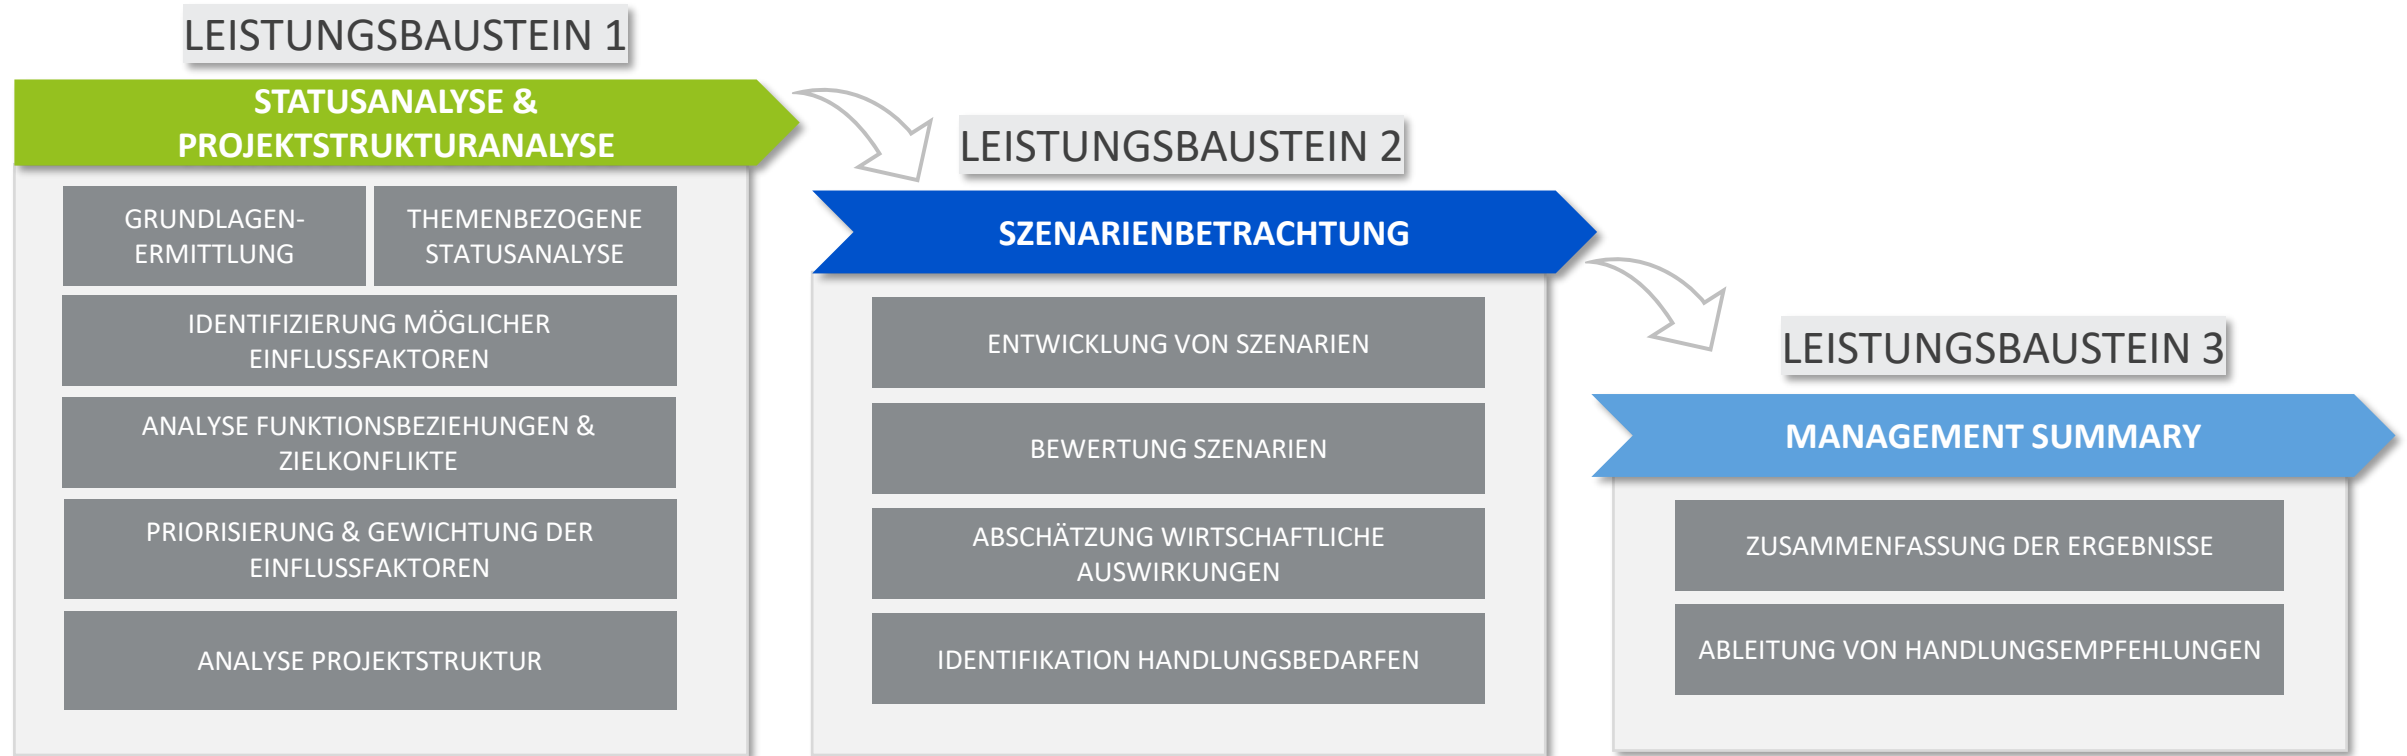 LEISTUNGSBAUSTEIN 1
STATUSANALYSE &
PROJEKTSTRUKTURANALYSE
GRUNDLAGEN-
ERMITTLUNG
THEMENBEZOGENE
STATUSANALYSE
IDENTIFIZIERUNG MÖGLICHER
EINFLUSSFAKTOREN
ANALYSE FUNKTIONSBEZIEHUNGEN &
ZIELKONFLIKTE
PRIORISIERUNG & GEWICHTUNG DER
EINFLUSSFAKTOREN
ANALYSE PROJEKTSTRUKTUR
LEISTUNGSBAUSTEIN 2
SZENARIENBETRACHTUNG
ENTWICKLUNG VON SZENARIEN
BEWERTUNG SZENARIEN
ABSCHÄTZUNG WIRTSCHAFTLICHE
AUSWIRKUNGEN
IDENTIFIKATION HANDLUNGSBEDARFEN
LEISTUNGSBAUSTEIN 3
MANAGEMENT SUMMARY
ZUSAMMENFASSUNG DER ERGEBNISSE
ABLEITUNG VON HANDLUNGSEMPFEHLUNGEN